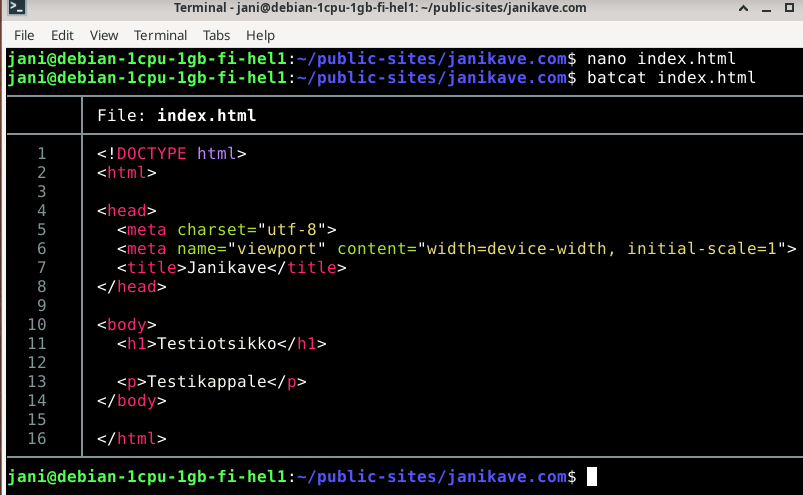 Terminal - jani@debian-1cpu-1gb-fi-hel1: ~/public-sites/janikave.com
File Edit View Terminal Tabs Help
jani@debian-1cpu-1gb-fi-hel1:~/public-sites/janikave.com$ nano index.html
jani@debian-1cpu-1gb-fi-hel1:~/public-sites/janikave.com$ batcat index.html
File: index.html
1 <!DOCTYPE html>
2 <html>
3
4 <head>
5   <meta charset="utf-8">
6   <meta name="viewport" content="width=device-width, initial-scale=1">
7   <title>Janikave</title>
8 </head>
9
10 <body>
11   <h1>Testiotsikko</h1>
12
13   <p>Testikappale</p>
14 </body>
15
16 </html>
jani@debian-1cpu-1gb-fi-hel1:~/public-sites/janikave.com$